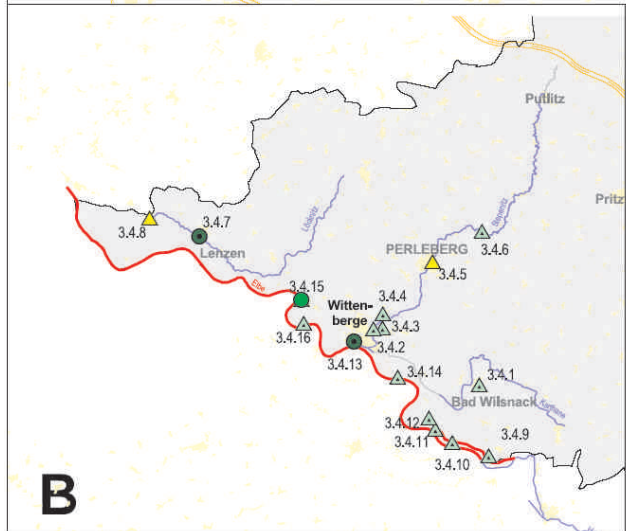 Putlitz
Pritz
3.4.7
3.4.8
Lenzen
Löcknitz
Stepenitz
3.4.6
PERLEBERG
3.4.5
Elbe
3.4.15
Witten-
berge
3.4.4
3.4.3
3.4.16
3.4.2
3.4.13
3.4.14
3.4.1
Bad Wilsnack
Karthane
3.4.12
3.4.11
3.4.9
3.4.10
B